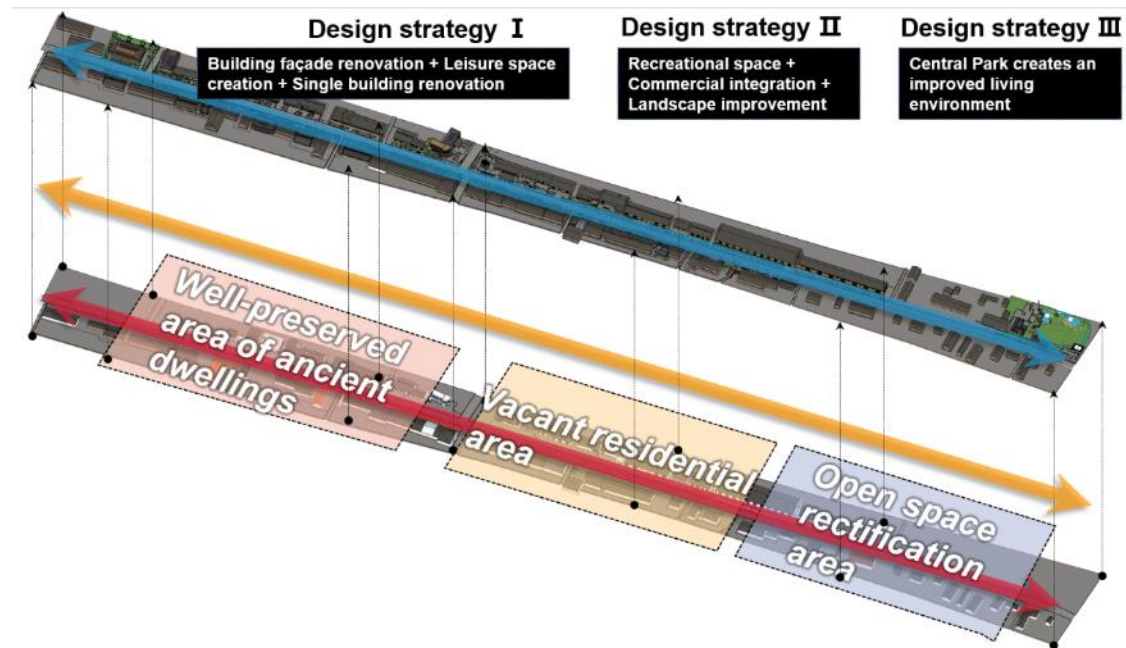 Design strategy Ⅰ
Building façade renovation + Leisure space
creation + Single building renovation
Design strategy Ⅱ
Recreational space +
Commercial integration +
Landscape improvement
Design strategy Ⅲ
Central Park creates an
improved living
environment
Well-preserved
area of ancient
dwellings
Vacant residential
area
Open space
rectification
area